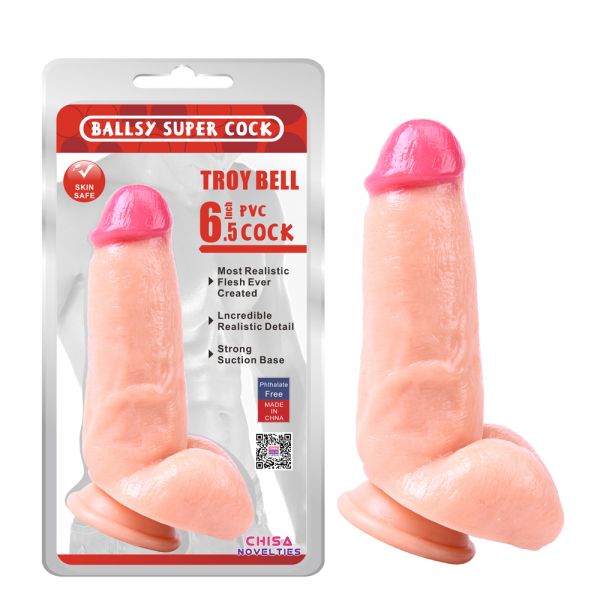 BALLSY SUPER COCK
SKIN
SAFE
TROY BELL
6.5 inch PVC
COCK
Most Realistic
Flesh Ever
Created
Lncredible
Realistic Detail
Strong
Suction Base
Phthalate
Free
MADE
IN
CHNA
CHISA
NOVELTIES